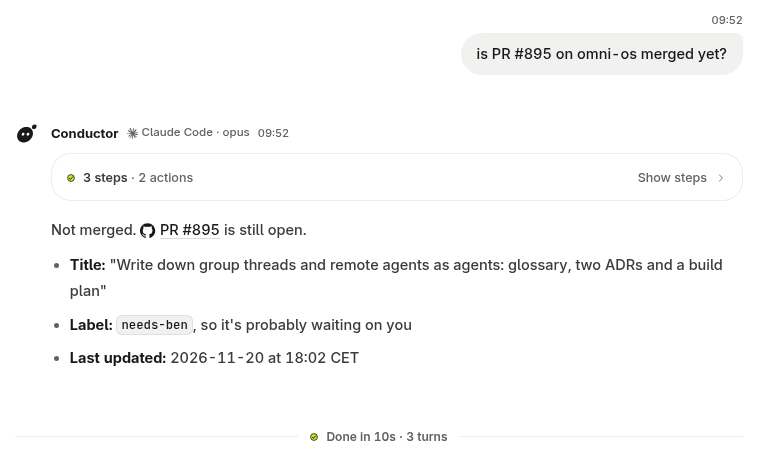 09:52
is PR #895 on omni-os merged yet?
Conductor Claude Code · opus 09:52
3 steps · 2 actions Show steps
Not merged. PR #895 is still open.
Title: "Write down group threads and remote agents as agents: glossary, two ADRs and a build
plan"
Label: needs-ben, so it's probably waiting on you
Last updated: 2026-11-20 at 18:02 CET
Done in 10s · 3 turns